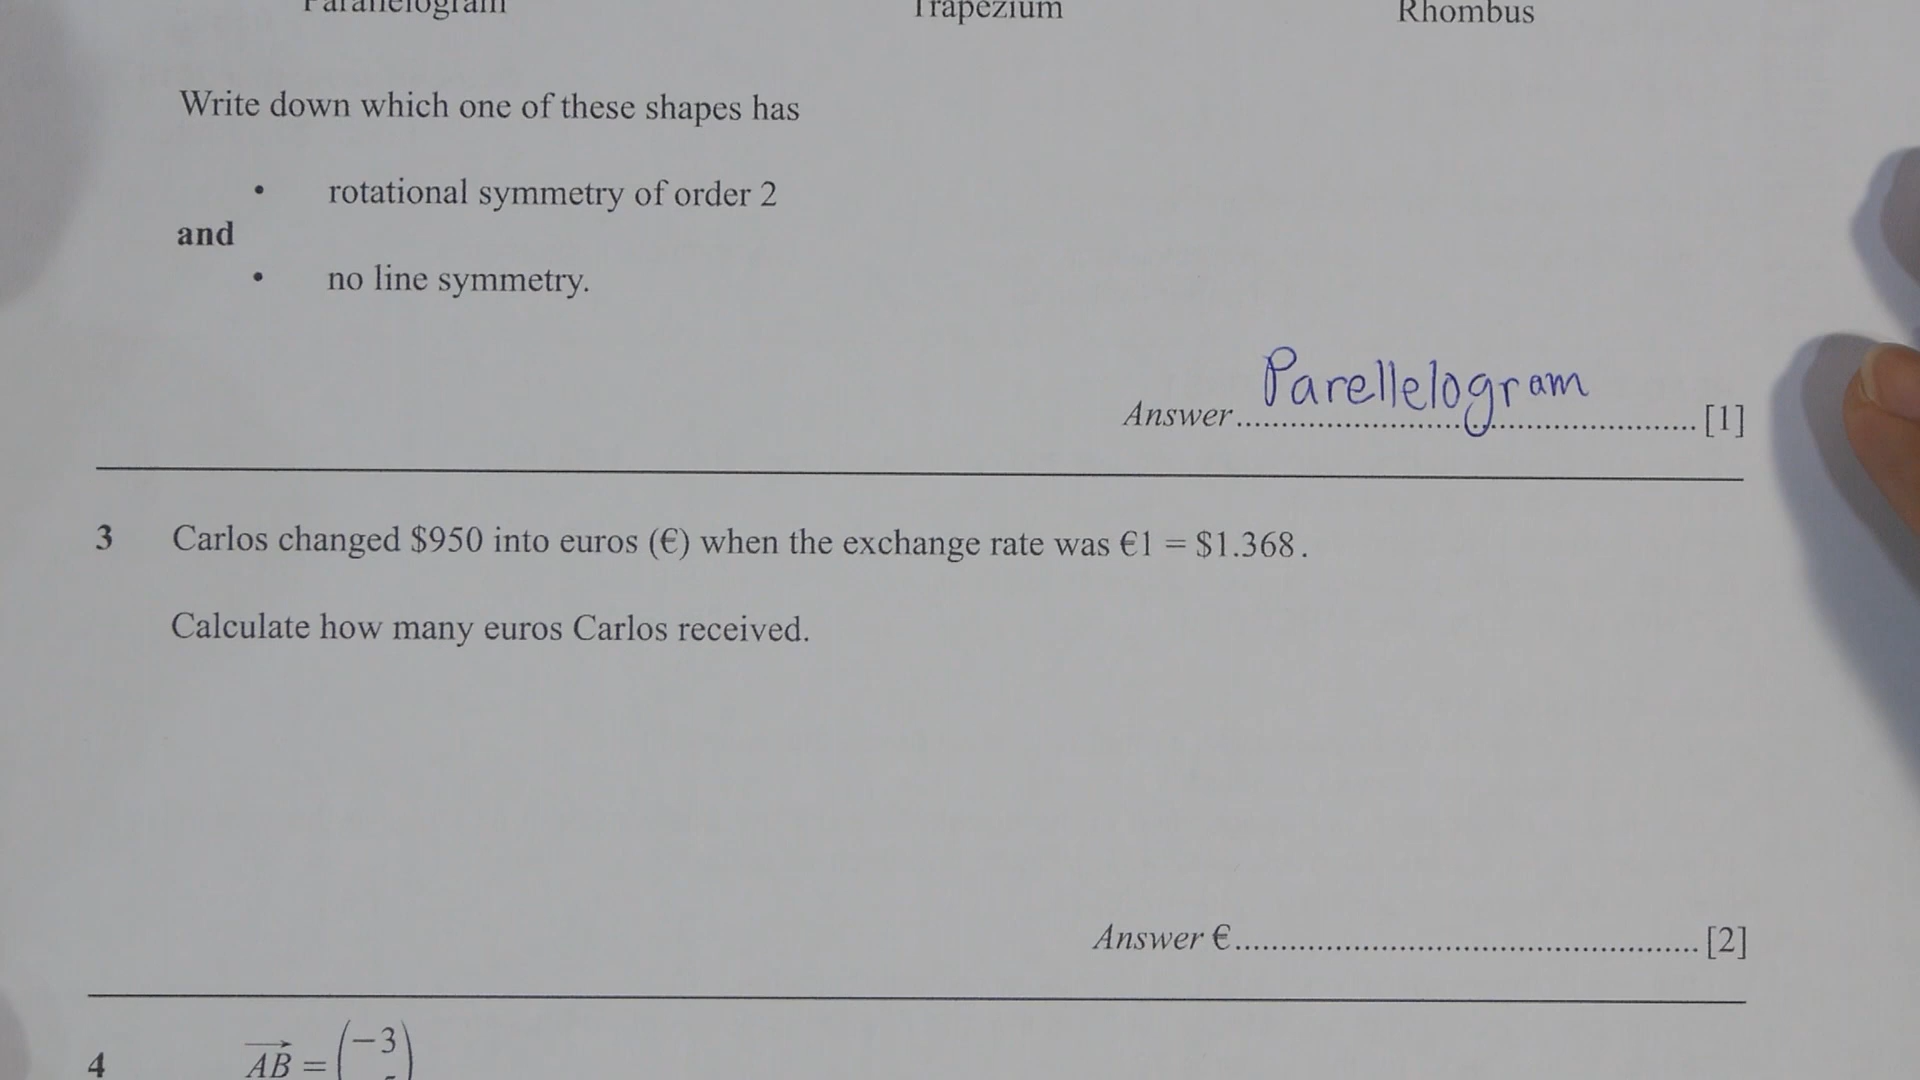 Parallelogram Trapezium Rhombus
Write down which one of these shapes has
• rotational symmetry of order 2
and
• no line symmetry.
Parellelogram
Answer.......................................................... [1]
3 Carlos changed $950 into euros (€) when the exchange rate was €1 = $1.368.
Calculate how many euros Carlos received.
Answer €.......................................................... [2]
4 AB = (−3